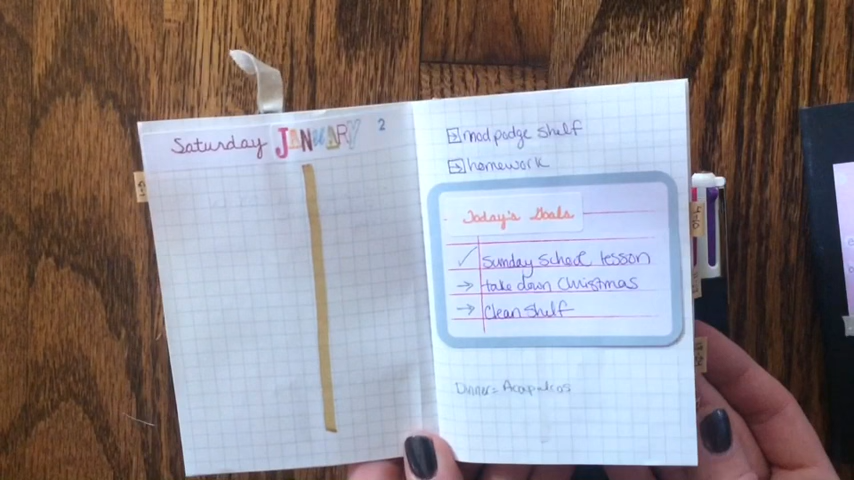 Saturday JANUARY 2
mod podge shelf
homework
Today's Goals
Sunday School lesson
take down Christmas
clean shelf
Dinner= Acapulcos